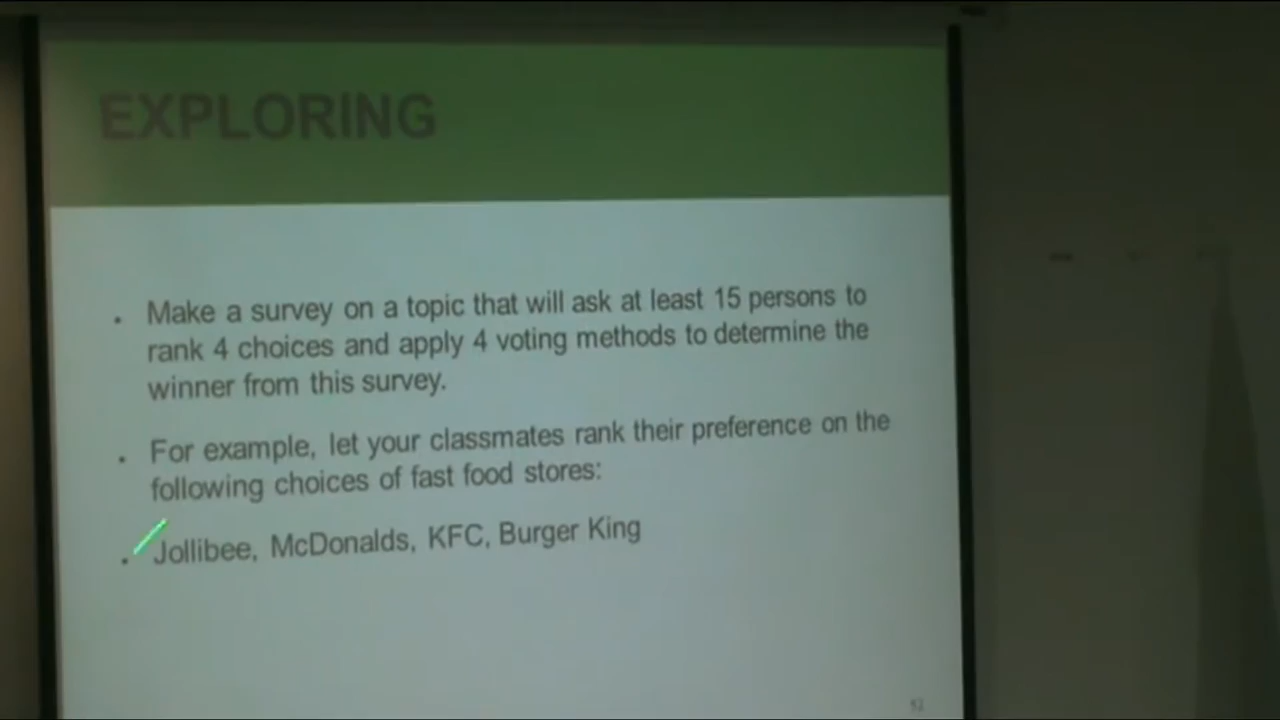 EXPLORING
. Make a survey on a topic that will ask at least 15 persons to
rank 4 choices and apply 4 voting methods to determine the
winner from this survey.
. For example, let your classmates rank their preference on the
following choices of fast food stores:
. Jollibee, McDonalds, KFC, Burger King